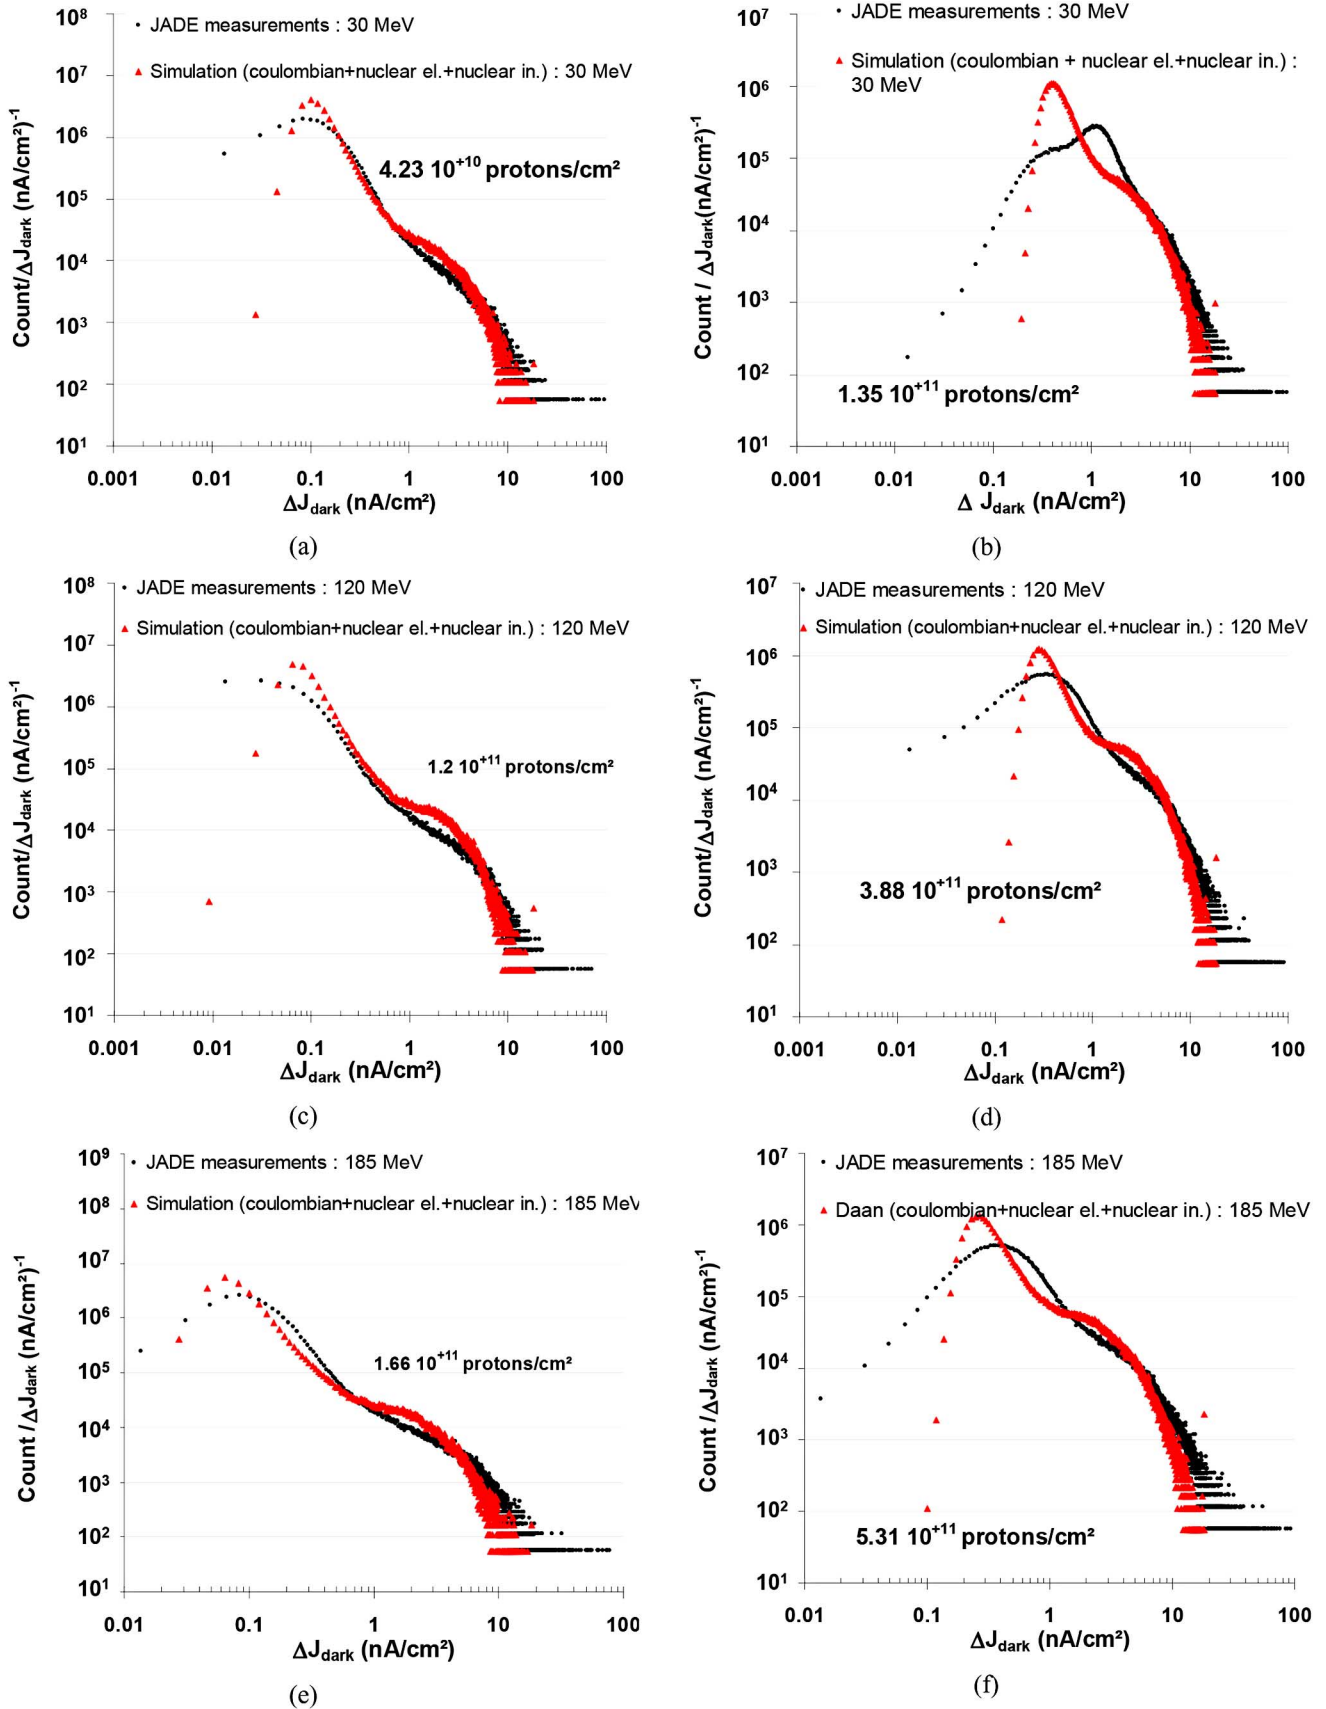 JADE measurements : 30 MeV
Simulation (coulombian+nuclear el.+nuclear in.) : 30 MeV
4.23 10⁺¹⁰ protons/cm²
Count/ΔJdark (nA/cm²)⁻¹
10⁸
10⁷
10⁶
10⁵
10⁴
10³
10²
10¹
0.001 0.01 0.1 1 10 100
ΔJdark (nA/cm²)
(a)
JADE measurements : 30 MeV
Simulation (coulombian + nuclear el.+nuclear in.) :
30 MeV
1.35 10⁺¹¹ protons/cm²
Count / ΔJdark(nA/cm²)⁻¹
10⁷
10⁶
10⁵
10⁴
10³
10²
10¹
0.001 0.01 0.1 1 10 100
Δ Jdark (nA/cm²)
(b)
JADE measurements : 120 MeV
Simulation (coulombian+nuclear el.+nuclear in.) : 120 MeV
1.2 10⁺¹¹ protons/cm²
Count/ΔJdark (nA/cm²)⁻¹
10⁸
10⁷
10⁶
10⁵
10⁴
10³
10²
10¹
0.001 0.01 0.1 1 10 100
ΔJdark (nA/cm²)
(c)
JADE measurements : 120 MeV
Simulation (coulombian+nuclear el.+nuclear in.) : 120 MeV
3.88 10⁺¹¹ protons/cm²
Count/ΔJdark (nA/cm²)⁻¹
10⁷
10⁶
10⁵
10⁴
10³
10²
10¹
0.001 0.01 0.1 1 10 100
ΔJdark (nA/cm²)
(d)
JADE measurements : 185 MeV
Simulation (coulombian+nuclear el.+nuclear in.) : 185 MeV
1.66 10⁺¹¹ protons/cm²
Count /ΔJdark (nA/cm²)⁻¹
10⁹
10⁸
10⁷
10⁶
10⁵
10⁴
10³
10²
10¹
0.01 0.1 1 10 100
ΔJdark (nA/cm²)
(e)
JADE measurements : 185 MeV
Daan (coulombian+nuclear el.+nuclear in.) : 185 MeV
5.31 10⁺¹¹ protons/cm²
Count / ΔJdark (nA/cm²)⁻¹
10⁷
10⁶
10⁵
10⁴
10³
10²
10¹
0.01 0.1 1 10 100
ΔJdark (nA/cm²)
(f)